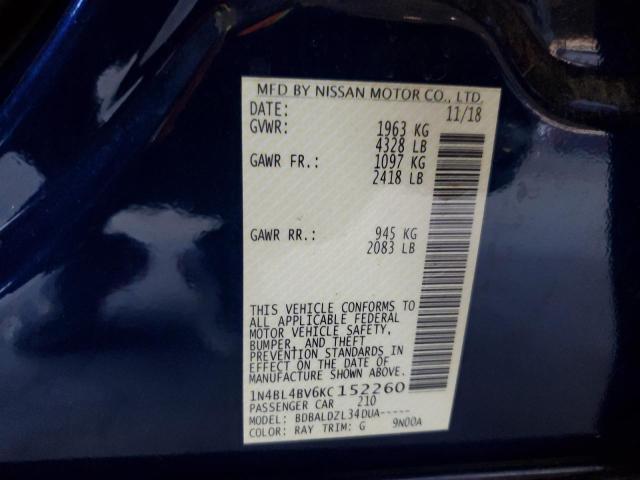 MFD BY NISSAN MOTOR CO., LTD.
DATE: 11/18
GVWR: 1963 KG
4328 LB
GAWR FR.: 1097 KG
2418 LB
GAWR RR.: 945 KG
2083 LB
THIS VEHICLE CONFORMS TO
ALL APPLICABLE FEDERAL
MOTOR VEHICLE SAFETY,
BUMPER, AND THEFT
PREVENTION STANDARDS IN
EFFECT ON THE DATE OF
MANUFACTURE SHOWN ABOVE.
1N4BL4BV6KC152260
PASSENGER CAR 210
MODEL: BDBALDZL34DUA-----
COLOR: RAY TRIM: G 9N00A